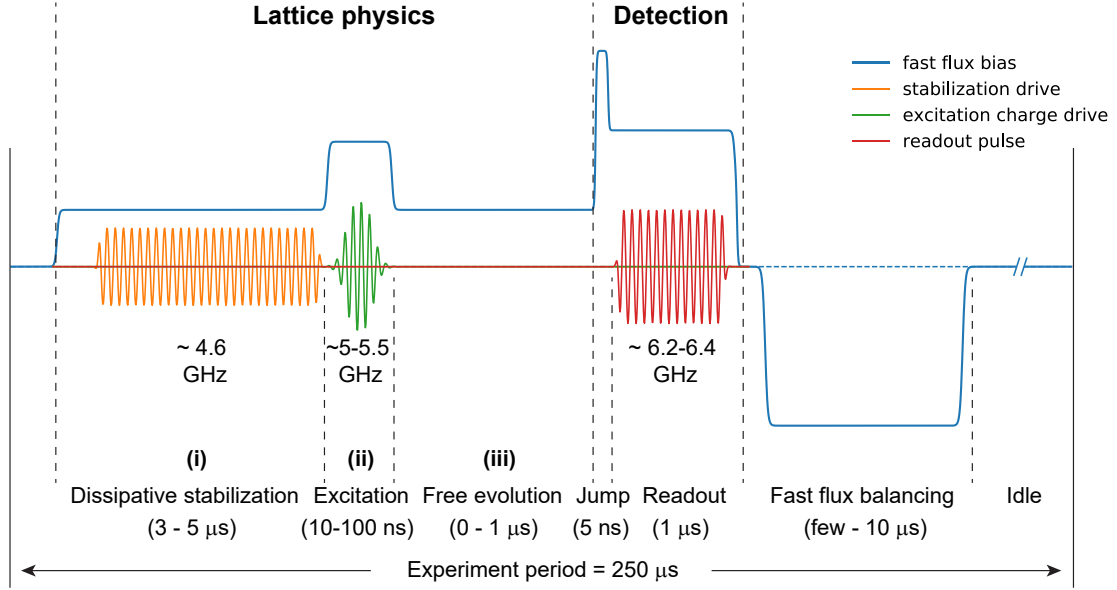 Lattice physics
Detection
fast flux bias
stabilization drive
excitation charge drive
readout pulse
~ 4.6
GHz
~5-5.5
GHz
~ 6.2-6.4
GHz
(i)
(ii)
(iii)
Dissipative stabilization
(3 - 5 μs)
Excitation
(10-100 ns)
Free evolution
(0 - 1 μs)
Jump
(5 ns)
Readout
(1 μs)
Fast flux balancing
(few - 10 μs)
Idle
Experiment period = 250 μs